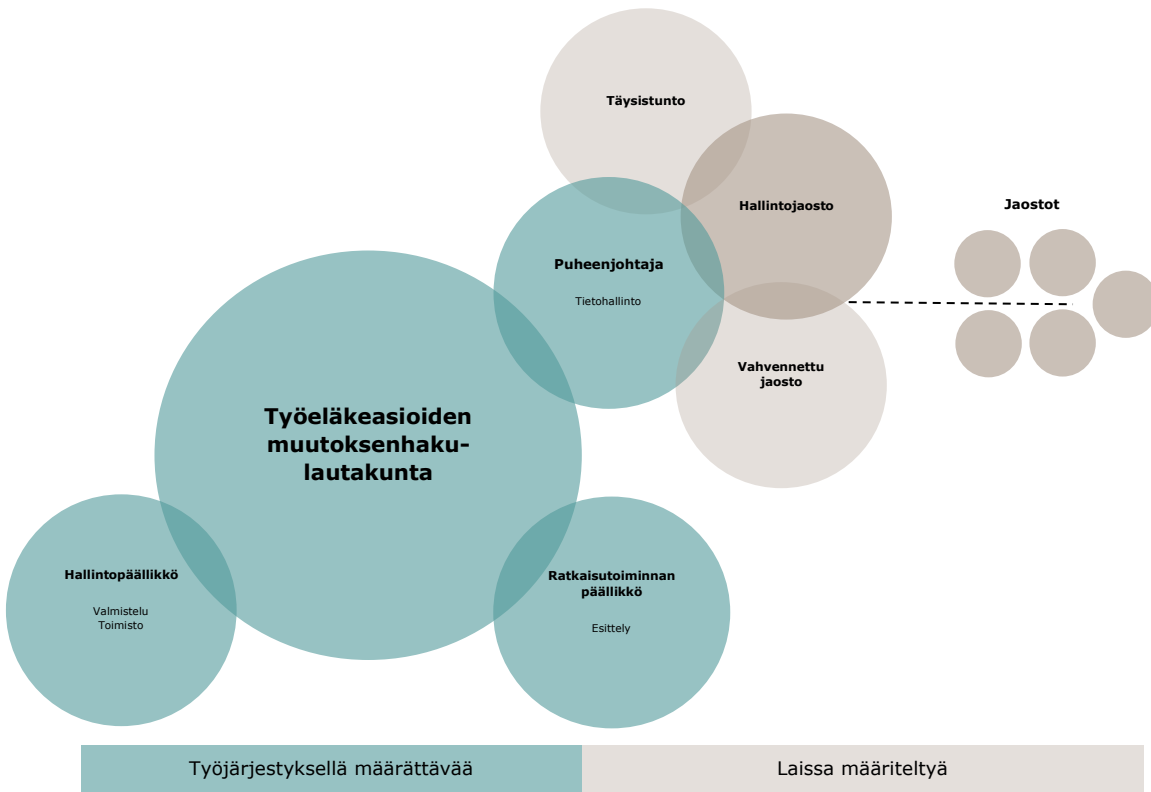 Täysistunto
Hallintojaosto
Jaostot
Puheenjohtaja
Tietohallinto
Vahvennettu
jaosto
Työeläkeasioiden
muutoksenhaku-
lautakunta
Hallintopäällikkö
Valmistelu
Toimisto
Ratkaisutoiminnan
päällikkö
Esittely
Työjärjestyksellä määrättävää
Laissa määriteltyä